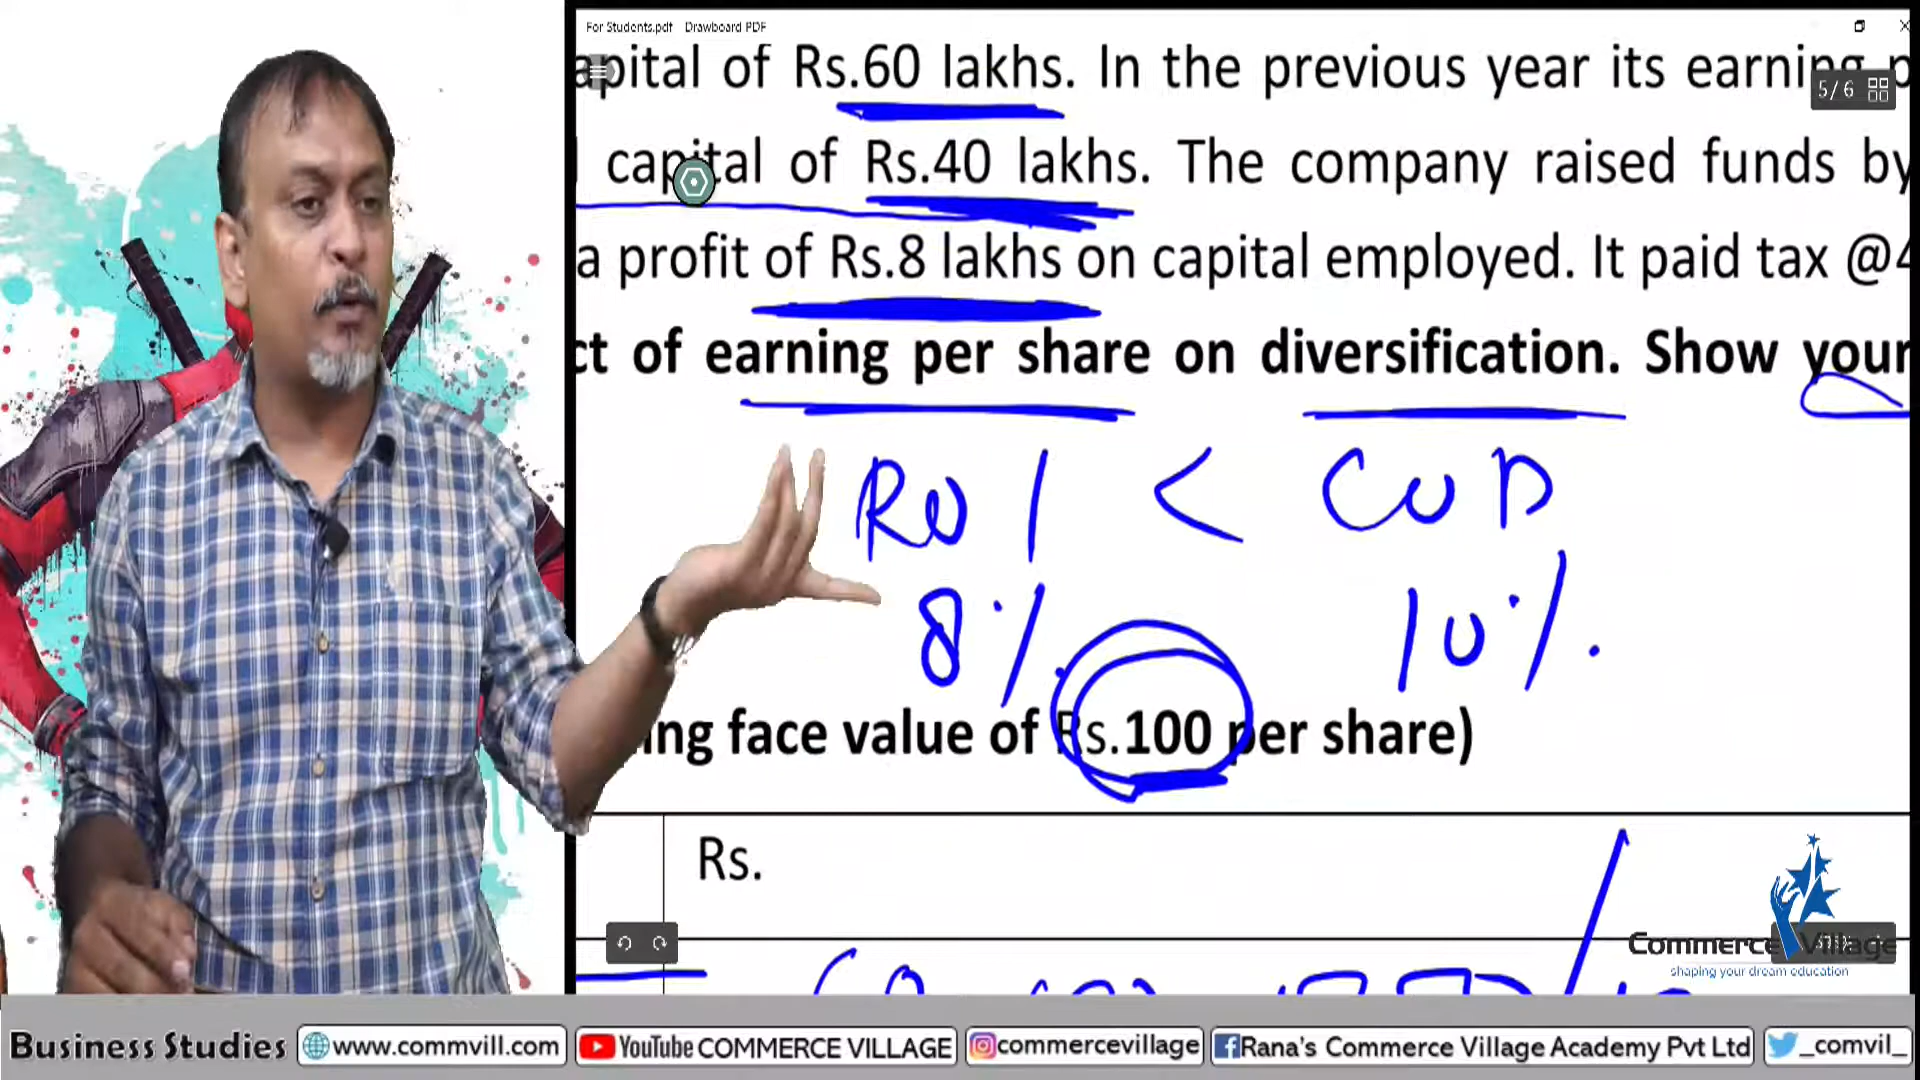 For Students.pdf Drawboard PDF
apital of Rs.60 lakhs. In the previous year its earning p
5/6
capital of Rs.40 lakhs. The company raised funds by
a profit of Rs.8 lakhs on capital employed. It paid tax @4
ct of earning per share on diversification. Show your
ROI < COD
8% 10%.
ing face value of Rs.100 per share)
Rs.
Commerce Village
shaping your dream education
Business Studies www.commvill.com YouTube COMMERCE VILLAGE commercevillage Rana's Commerce Village Academy Pvt Ltd _comvil_